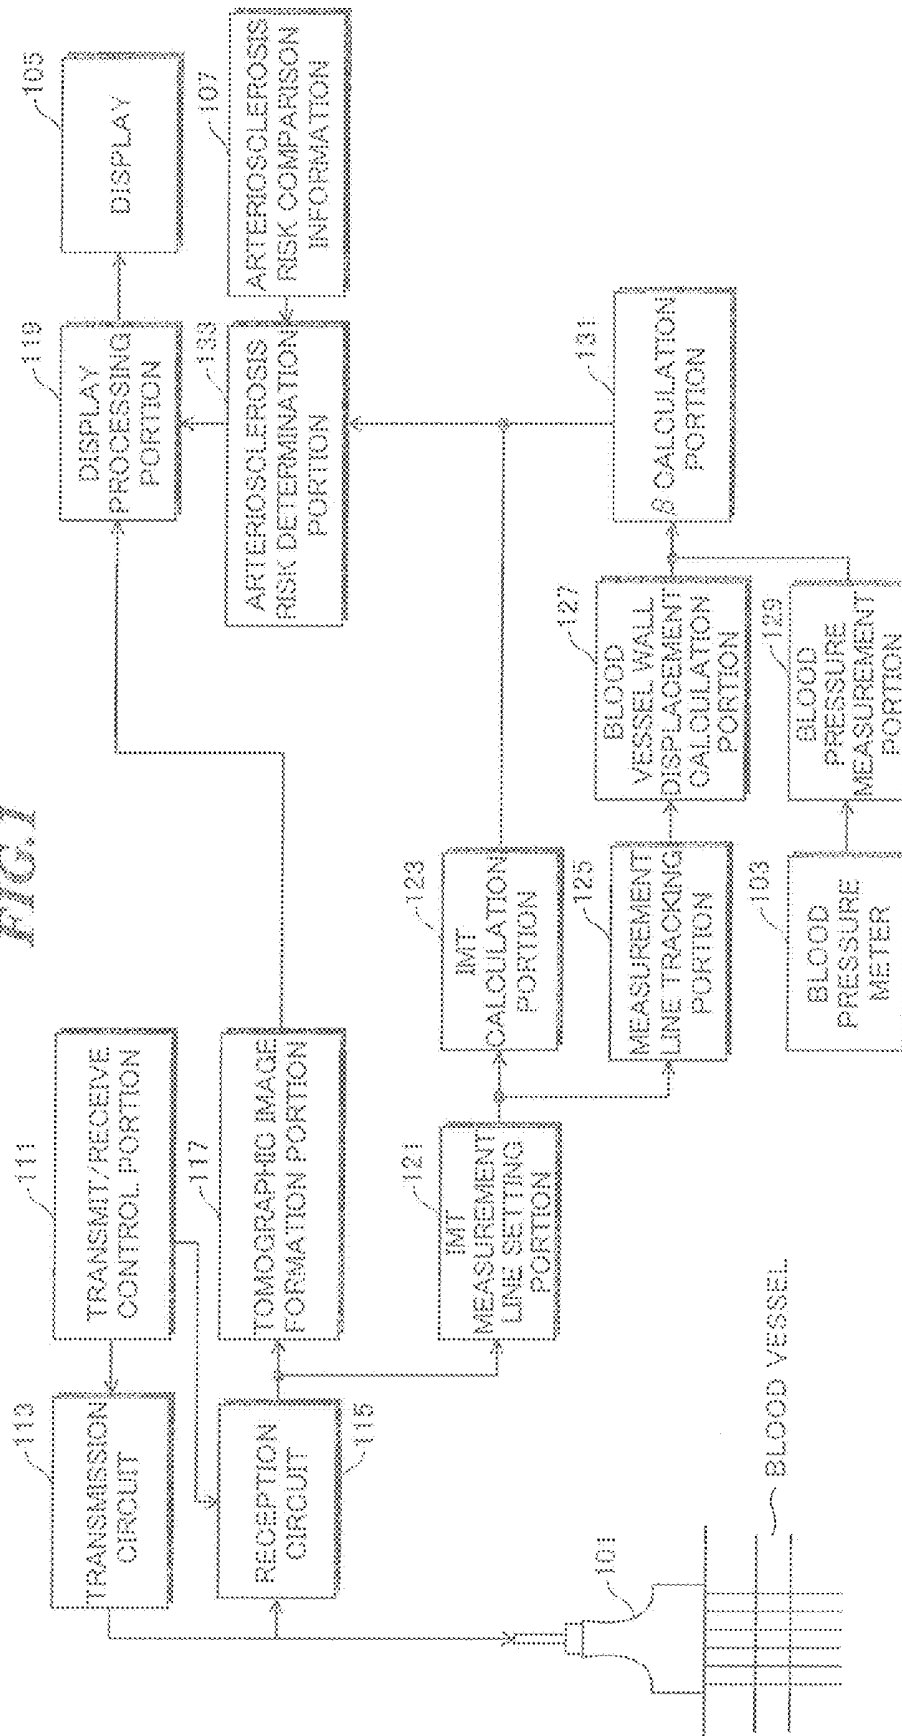 FIG.1
111
TRANSMIT/RECEIVE
CONTROL PORTION
113
TRANSMISSION
CIRCUIT
115
RECEPTION
CIRCUIT
117
TOMOGRAPHIC IMAGE
FORMATION PORTION
119
DISPLAY
PROCESSING
PORTION
105
DISPLAY
133
ARTERIOSCLEROSIS
RISK DETERMINATION
PORTION
107
ARTERIOSCLEROSIS
RISK COMPARISON
INFORMATION
121
IMT
MEASUREMENT
LINE SETTING
PORTION
123
IMT
CALCULATION
PORTION
125
MEASUREMENT
LINE TRACKING
PORTION
127
BLOOD
VESSEL WALL
DISPLACEMENT
CALCULATION
PORTION
131
β CALCULATION
PORTION
103
BLOOD
PRESSURE
METER
129
BLOOD
PRESSURE
MEASUREMENT
PORTION
101
BLOOD VESSEL